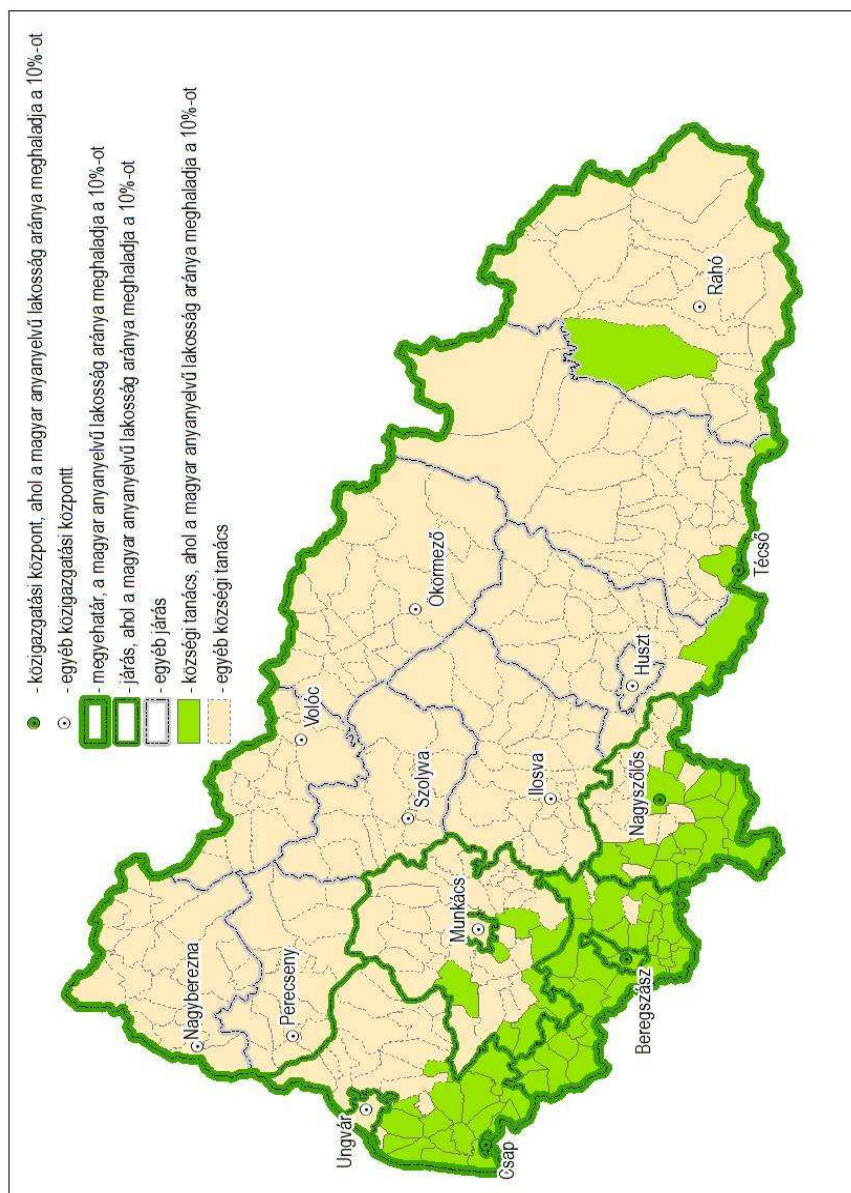 - közigazgatási központ, ahol a magyar anyanyelvű lakosság aránya meghaladja a 10%-ot
- egyéb közigazgatási központt
- megyehatár, a magyar anyanyelvű lakosság aránya meghaladja a 10%-ot
- járás, ahol a magyar anyanyelvű lakosság aránya meghaladja a 10%-ot
- egyéb járás
- községi tanács, ahol a magyar anyanyelvű lakosság aránya meghaladja a 10%-ot
- egyéb községi tanács
Nagyberezna
Perecseny
Volóc
Ungvár
Szolyva
Ökörmező
Munkács
Csap
Ilosva
Huszt
Beregszász
Nagyszőlős
Rahó
Técső